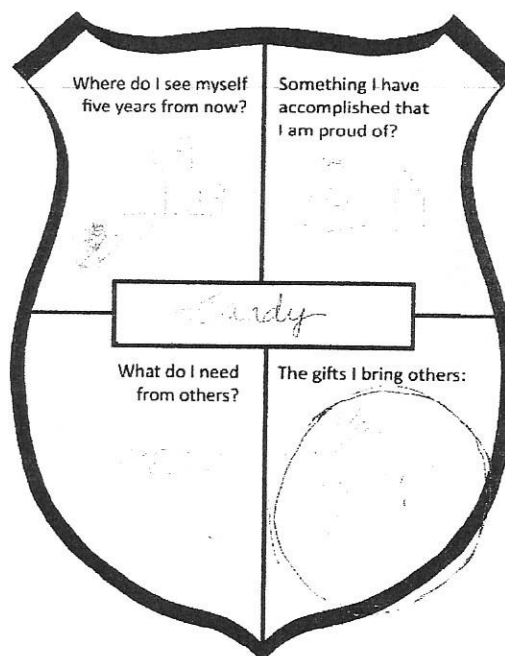 Where do I see myself
five years from now?
Something I have
accomplished that
I am proud of?
What do I need
from others?
The gifts I bring others: